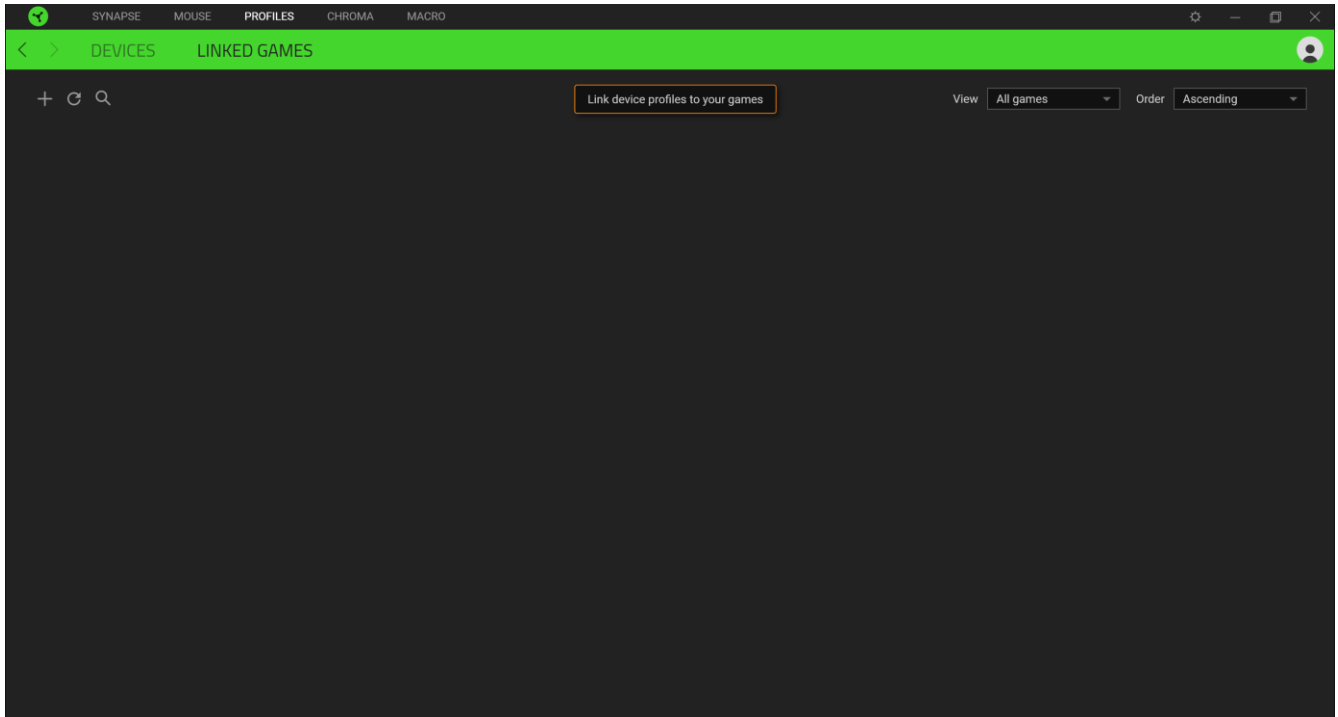 SYNAPSE MOUSE PROFILES CHROMA MACRO
DEVICES LINKED GAMES
Link device profiles to your games View All games Order Ascending